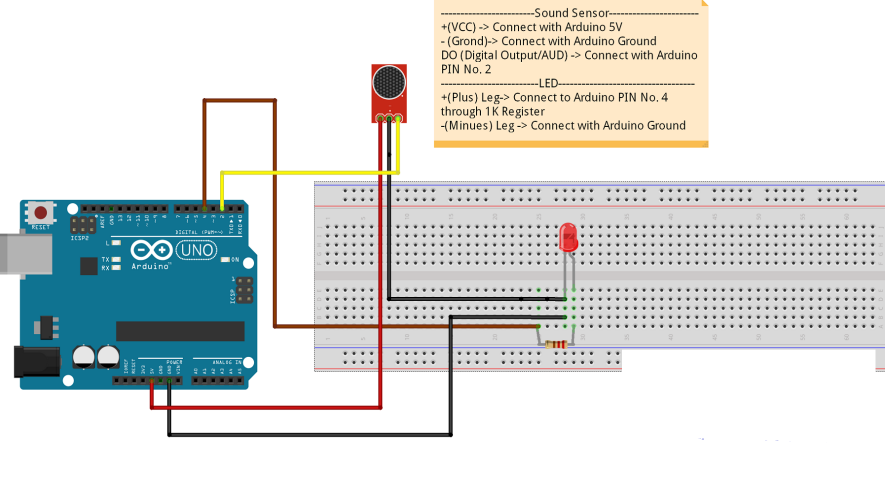 -----------------------Sound Sensor----------------------
+(VCC) -> Connect with Arduino 5V
- (Grond)-> Connect with Arduino Ground
DO (Digital Output/AUD) -> Connect with Arduino
PIN No. 2
------------------------LED----------------------------------
+(Plus) Leg-> Connect to Arduino PIN No. 4
through 1K Register
-(Minues) Leg -> Connect with Arduino Ground
RESET
ICSP2
AREF
GND
13
12
~11
~10
~9
8
7
~6
~5
4
~3
2
TX0►1
RX0◄0
DIGITAL (PWM=~)
L
TX
RX
Arduino™
UNO
ON
ICSP
1
IOREF
RESET
3V3
5V
GND
GND
VIN
POWER
ANALOG IN
A0
A1
A2
A3
A4
A5